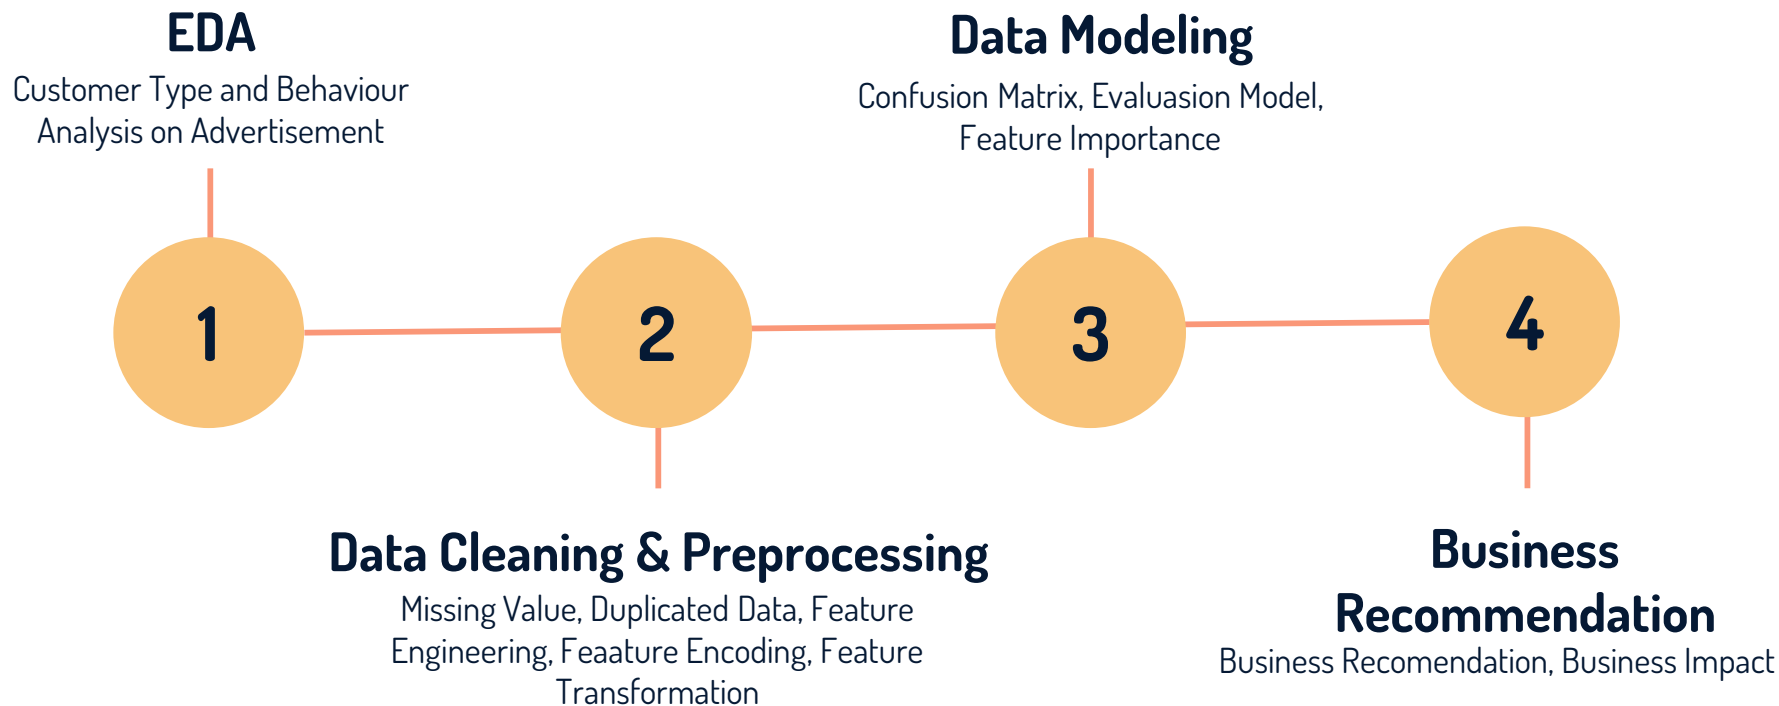 EDA
Customer Type and Behaviour
Analysis on Advertisement
1
2
Data Cleaning & Preprocessing
Missing Value, Duplicated Data, Feature
Engineering, Feaature Encoding, Feature
Transformation
Data Modeling
Confusion Matrix, Evaluasion Model,
Feature Importance
3
4
Business
Recommendation
Business Recomendation, Business Impact